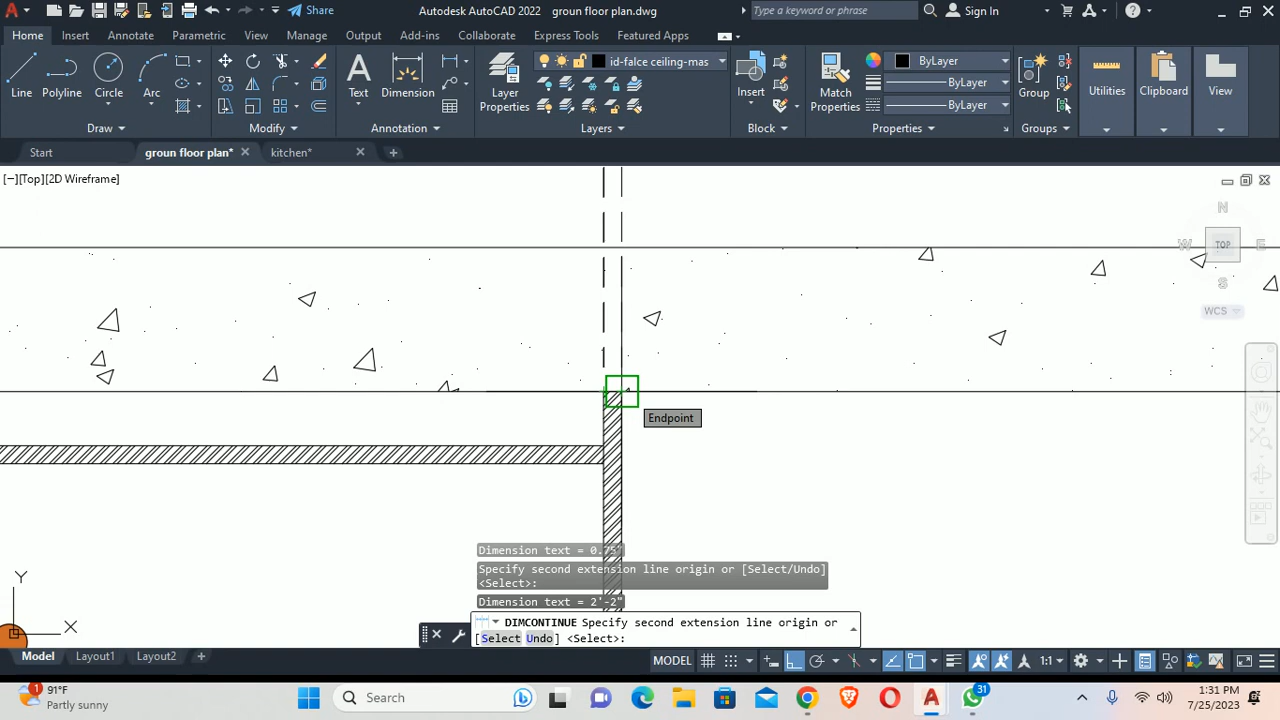 Share
Autodesk AutoCAD 2022
groun floor plan.dwg
Type a keyword or phrase
Sign In
Home
Insert
Annotate
Parametric
View
Manage
Output
Add-ins
Collaborate
Express Tools
Featured Apps
Line
Polyline
Circle
Arc
Text
Dimension
Layer
Properties
id-falce ceiling-mas
Insert
Match
Properties
ByLayer
ByLayer
ByLayer
Group
Utilities
Clipboard
View
Draw
Modify
Annotation
Layers
Block
Properties
Groups
Start
groun floor plan*
kitchen*
[−][Top][2D Wireframe]
N
W
TOP
E
S
WCS
Endpoint
Dimension text = 0.75"
Specify second extension line origin or [Select/Undo]
<Select>:
Dimension text = 2'-2"
DIMCONTINUE Specify second extension line origin or
[Select Undo] <Select>:
Y
X
Model
Layout1
Layout2
MODEL
1:1
1
91°F
Partly sunny
Search
31
1:31 PM
7/25/2023